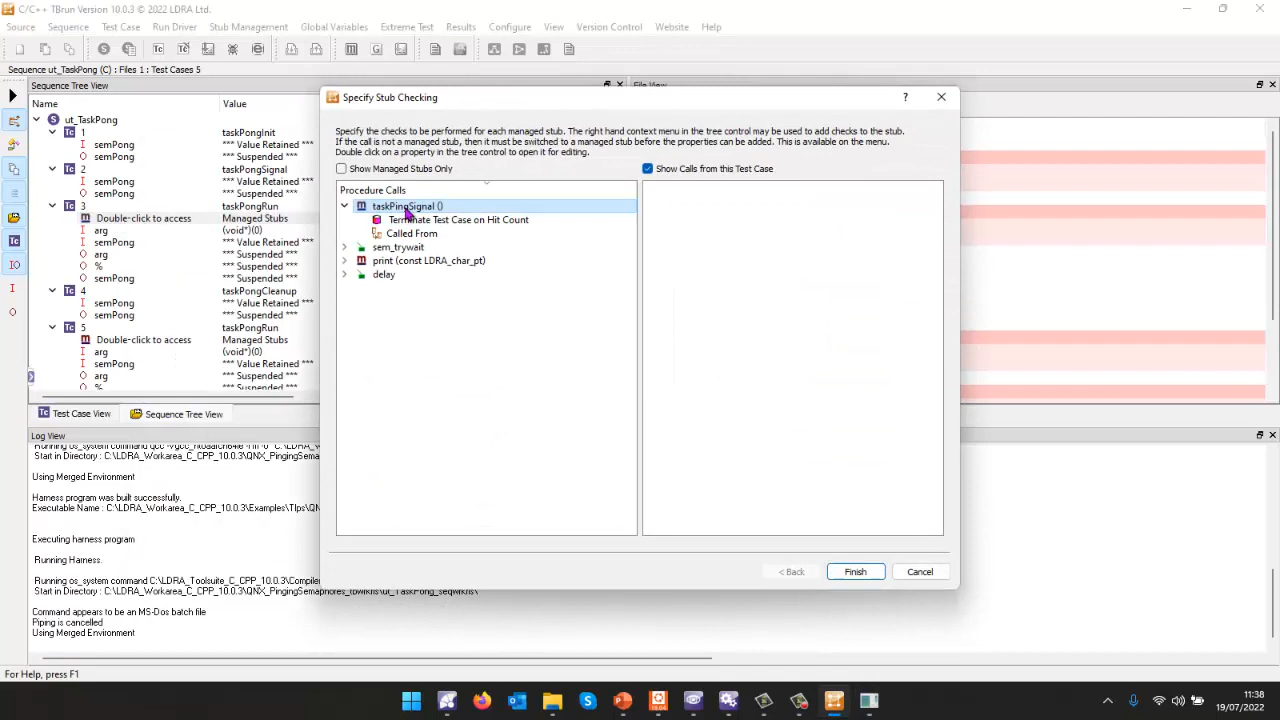 C/C++ TBrun Version 10.0.3 © 2022 LDRA Ltd.
Source Sequence Test Case Run Driver Stub Management Global Variables Extreme Test Results Configure View Version Control Website Help
Sequence ut_TaskPong (C) : Files 1 : Test Cases 5
Sequence Tree View
File View
Name Value
ut_TaskPong
1 taskPongInit
semPong *** Value Retained ***
semPong *** Suspended ***
2 taskPongSignal
semPong *** Value Retained ***
semPong *** Suspended ***
3 taskPongRun
Double-click to access Managed Stubs
arg (void*)(0)
semPong *** Value Retained ***
arg *** Suspended ***
% *** Suspended ***
semPong *** Suspended ***
4 taskPongCleanup
semPong *** Value Retained ***
semPong *** Suspended ***
5 taskPongRun
Double-click to access Managed Stubs
arg (void*)(0)
semPong *** Value Retained ***
arg *** Suspended ***
% *** Suspended ***
Test Case View Sequence Tree View
Specify Stub Checking
?
Specify the checks to be performed for each managed stub. The right hand context menu in the tree control may be used to add checks to the stub.
If the call is not a managed stub, then it must be switched to a managed stub before the properties can be added. This is available on the menu.
Double click on a property in the tree control to open it for editing.
Show Managed Stubs Only
Show Calls from this Test Case
Procedure Calls
taskPingSignal ()
Terminate Test Case on Hit Count
Called From
sem_trywait
print (const LDRA_char_pt)
delay
< Back Finish Cancel
Log View
Start in Directory : C:\LDRA_Workarea_C_CPP_10.0.3\QNX_PingingSema
Using Merged Environment
Harness program was built successfully.
Executable Name : C:\LDRA_Workarea_C_CPP_10.0.3\Examples\TIps\QN
Executing harness program
Running Harness.
Running os_system command C:\LDRA_Toolsuite_C_CPP_10.0.3\Compile
Start in Directory : C:\LDRA_Workarea_C_CPP_10.0.3\QNX_PingingSemaphores_tbwrkfls\ut_TaskPong_seqwkfls\
Command appears to be an MS-Dos batch file
Piping is cancelled
Using Merged Environment
For Help, press F1
11:38
19/07/2022